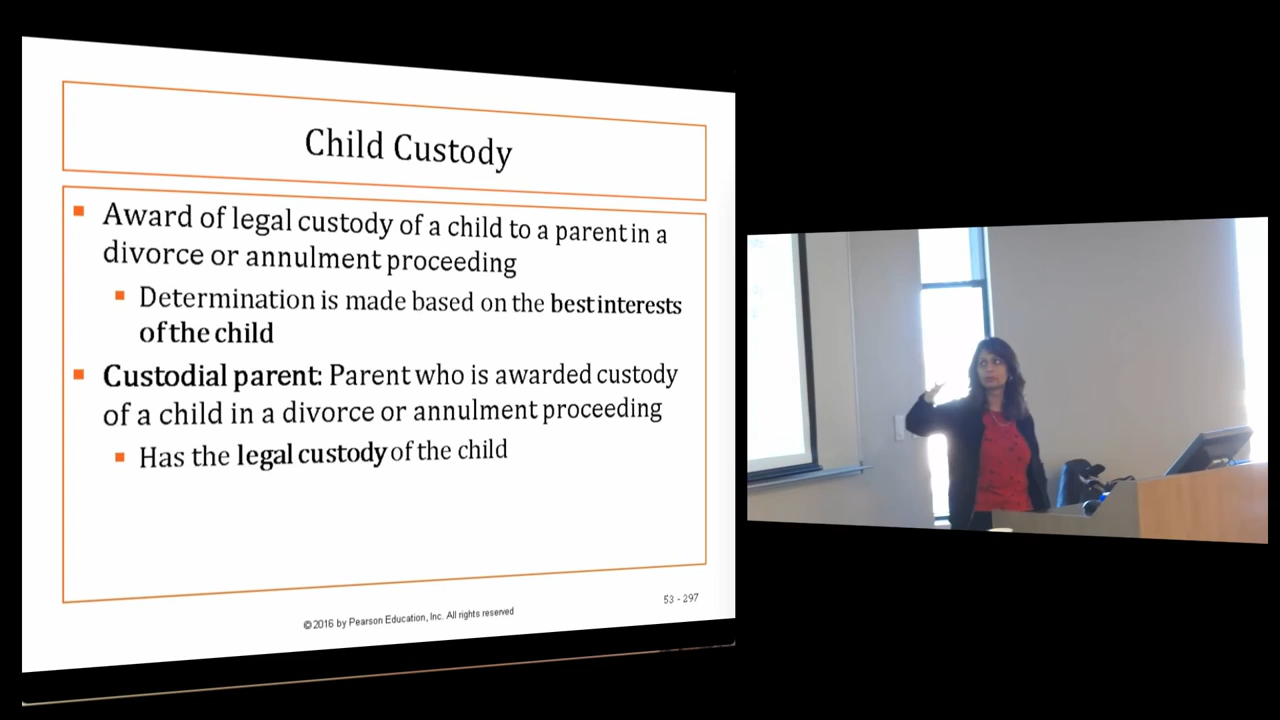 Child Custody
Award of legal custody of a child to a parent in a
divorce or annulment proceeding
Determination is made based on the best interests
of the child
Custodial parent: Parent who is awarded custody
of a child in a divorce or annulment proceeding
Has the legal custody of the child
53 - 297
© 2016 by Pearson Education, Inc. All rights reserved